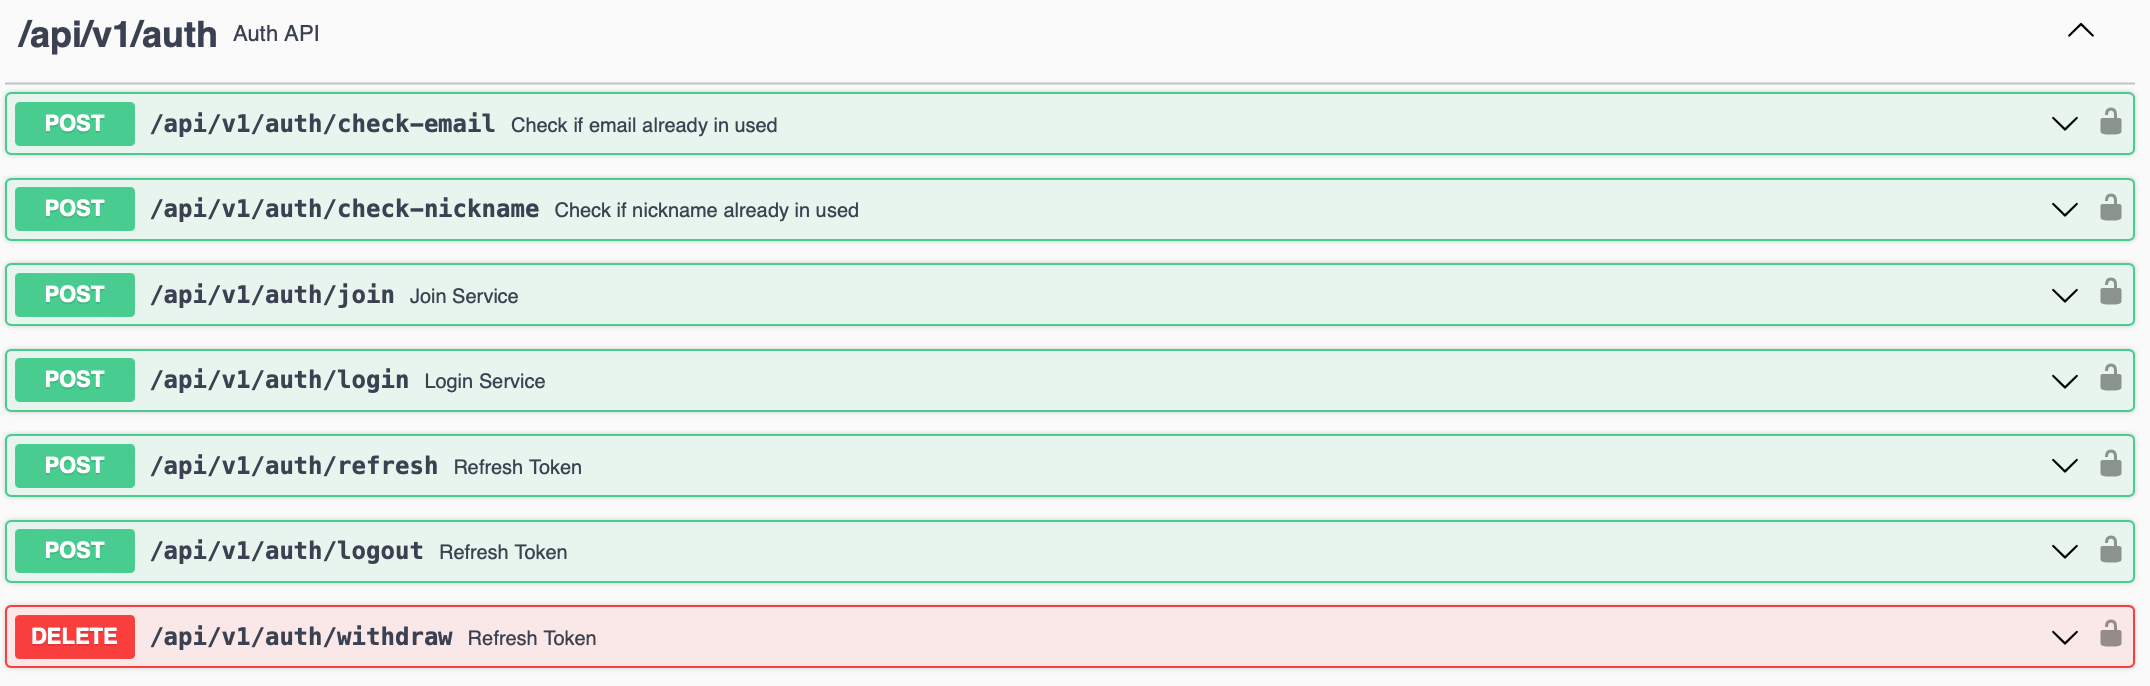 /api/v1/auth Auth API
POST /api/v1/auth/check-email Check if email already in used
POST /api/v1/auth/check-nickname Check if nickname already in used
POST /api/v1/auth/join Join Service
POST /api/v1/auth/login Login Service
POST /api/v1/auth/refresh Refresh Token
POST /api/v1/auth/logout Refresh Token
DELETE /api/v1/auth/withdraw Refresh Token